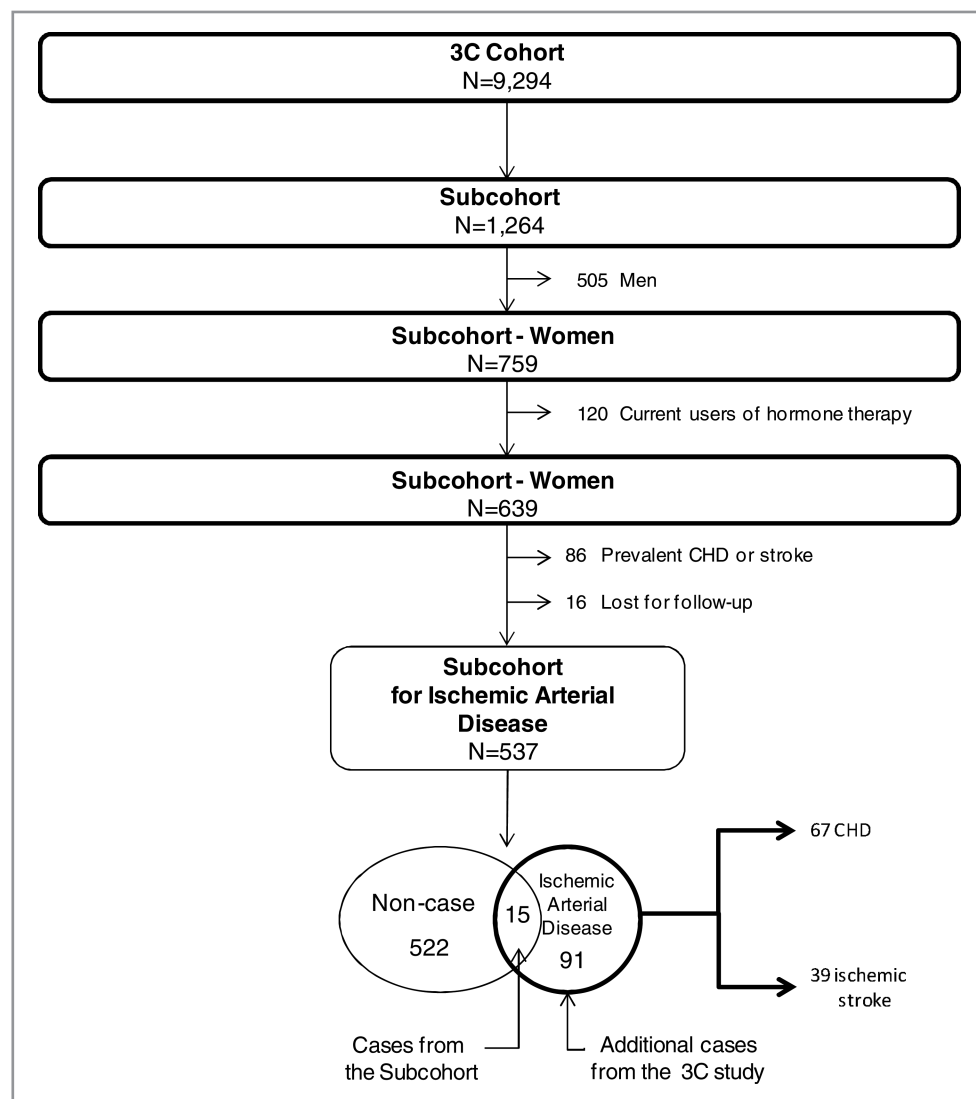 3C Cohort
N=9,294
Subcohort
N=1,264
505 Men
Subcohort - Women
N=759
120 Current users of hormone therapy
Subcohort - Women
N=639
86 Prevalent CHD or stroke
16 Lost for follow-up
Subcohort
for Ischemic Arterial
Disease
N=537
67 CHD
Non-case
522
15
Ischemic
Arterial
Disease
91
39 ischemic
stroke
Cases from
the Subcohort
Additional cases
from the 3C study